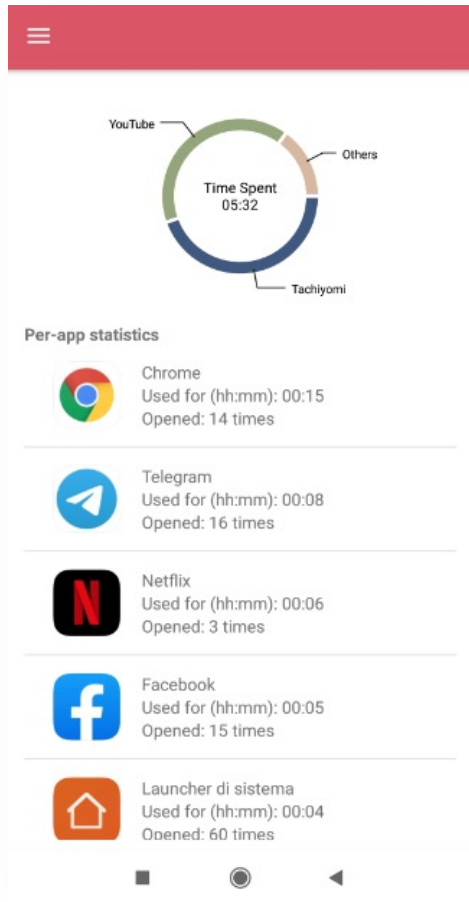 YouTube
Others
Time Spent
05:32
Tachiyomi
Per-app statistics
Chrome
Used for (hh:mm): 00:15
Opened: 14 times
Telegram
Used for (hh:mm): 00:08
Opened: 16 times
N
Netflix
Used for (hh:mm): 00:06
Opened: 3 times
f
Facebook
Used for (hh:mm): 00:05
Opened: 15 times
Launcher di sistema
Used for (hh:mm): 00:04
Opened: 60 times